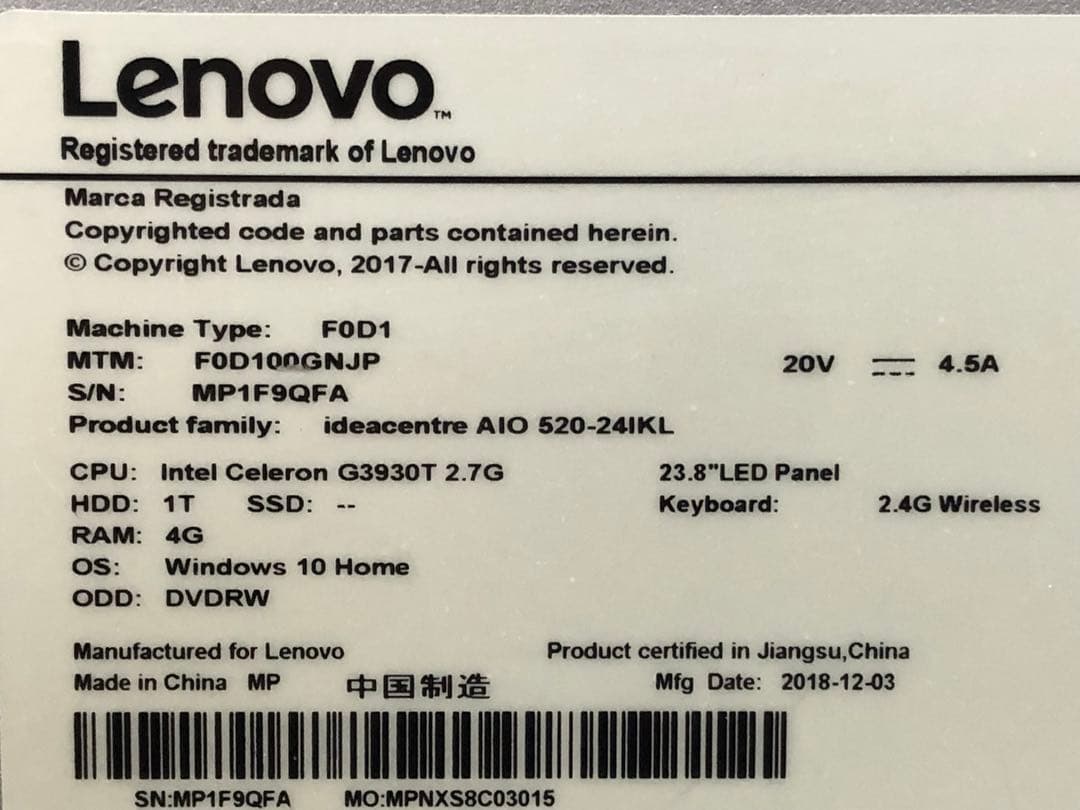 Lenovo™
Registered trademark of Lenovo
Marca Registrada
Copyrighted code and parts contained herein.
© Copyright Lenovo, 2017-All rights reserved.
Machine Type: F0D1
MTM: F0D100GNJP 20V ⎓ 4.5A
S/N: MP1F9QFA
Product family: ideacentre AIO 520-24IKL
CPU: Intel Celeron G3930T 2.7G 23.8"LED Panel
HDD: 1T SSD: -- Keyboard: 2.4G Wireless
RAM: 4G
OS: Windows 10 Home
ODD: DVDRW
Manufactured for Lenovo Product certified in Jiangsu,China
Made in China MP 中国制造 Mfg Date: 2018-12-03
SN:MP1F9QFA MO:MPNXS8C03015